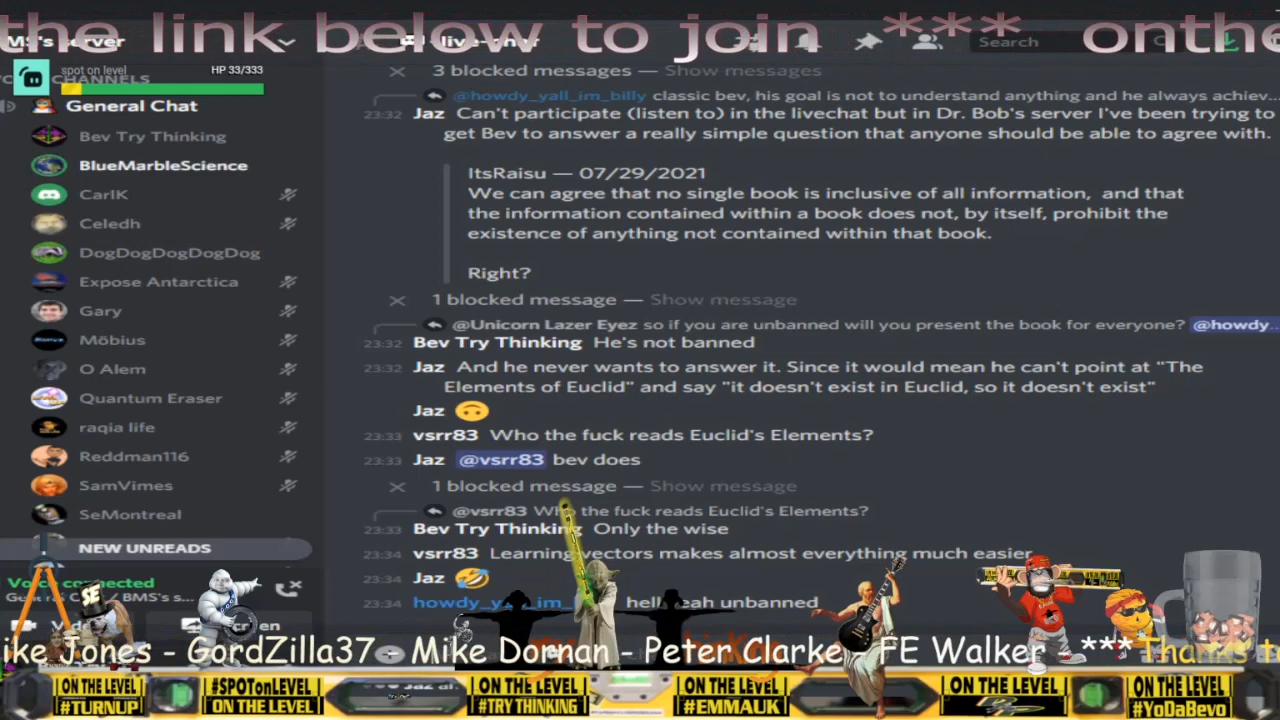 the link below to join *** onthe
MS's server
live-chat
Search
spot on level
HP 33/333
CHANNELS
General Chat
Bev Try Thinking
BlueMarbleScience
CarlK
Celedh
DogDogDogDogDog
Expose Antarctica
Gary
Möbius
O Alem
Quantum Eraser
raqia life
Reddman116
SamVimes
SeMontreal
NEW UNREADS
Voice connected
3 blocked messages — Show messages
@howdy_yall_im_billy classic bev, his goal is not to understand anything and he always achiev...
23:32 Jaz Can't participate (listen to) in the livechat but in Dr. Bob's server I've been trying to
get Bev to answer a really simple question that anyone should be able to agree with.
ItsRaisu — 07/29/2021
We can agree that no single book is inclusive of all information, and that
the information contained within a book does not, by itself, prohibit the
existence of anything not contained within that book.
Right?
1 blocked message — Show message
@Unicorn Lazer Eyez so if you are unbanned will you present the book for everyone? @howdy...
23:32 Bev Try Thinking He's not banned
23:32 Jaz And he never wants to answer it. Since it would mean he can't point at "The
Elements of Euclid" and say "it doesn't exist in Euclid, so it doesn't exist"
Jaz 🙃
23:33 vsrr83 Who the fuck reads Euclid's Elements?
23:33 Jaz @vsrr83 bev does
1 blocked message — Show message
@vsrr83 Who the fuck reads Euclid's Elements?
23:33 Bev Try Thinking Only the wise
23:34 vsrr83 Learning vectors makes almost everything much easier
23:34 Jaz 🤣
23:34 howdy_y im_ hell eah unbanned
SE
ike Jones - GordZilla37 - Mike Dornan - Peter Clarke FE Walker *** Thanks to
ON THE LEVEL
#TURNUP
#SPOTonLEVEL
ON THE LEVEL
ON THE LEVEL
#TRY THINKING
ON THE LEVEL
#EMMAUK
ON THE LEVEL
ON THE LEVEL
#YoDaBevo